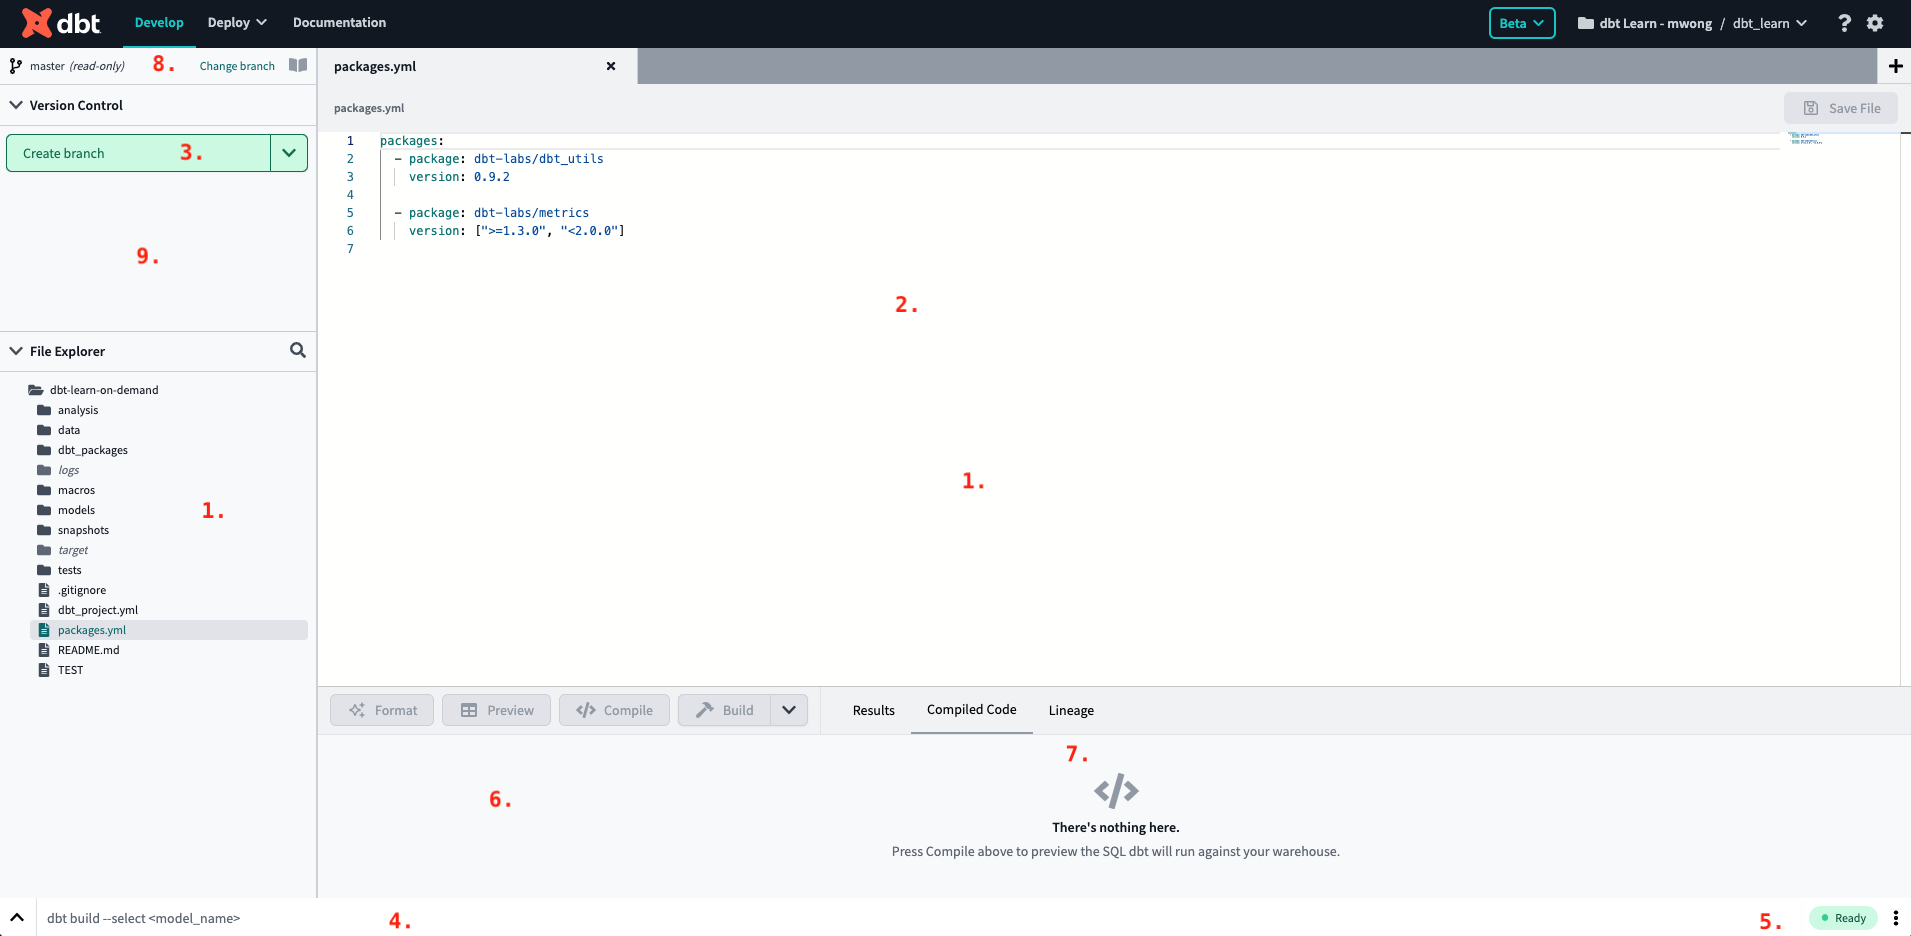 dbt Develop Deploy Documentation Beta dbt Learn - mwong / dbt_learn ?
master (read-only) 8. Change branch
packages.yml
Version Control
packages.yml
Save File
Create branch 3.
1 packages:
2 - package: dbt-labs/dbt_utils
3 version: 0.9.2
4
5 - package: dbt-labs/metrics
6 version: [">=1.3.0", "<2.0.0"]
7
9.
2.
1.
File Explorer
dbt-learn-on-demand
analysis
data
dbt_packages
logs
macros
models 1.
snapshots
target
tests
.gitignore
dbt_project.yml
packages.yml
README.md
TEST
Format Preview Compile Build Results Compiled Code Lineage
7.
6.
</>
There's nothing here.
Press Compile above to preview the SQL dbt will run against your warehouse.
dbt build --select <model_name> 4. 5. Ready